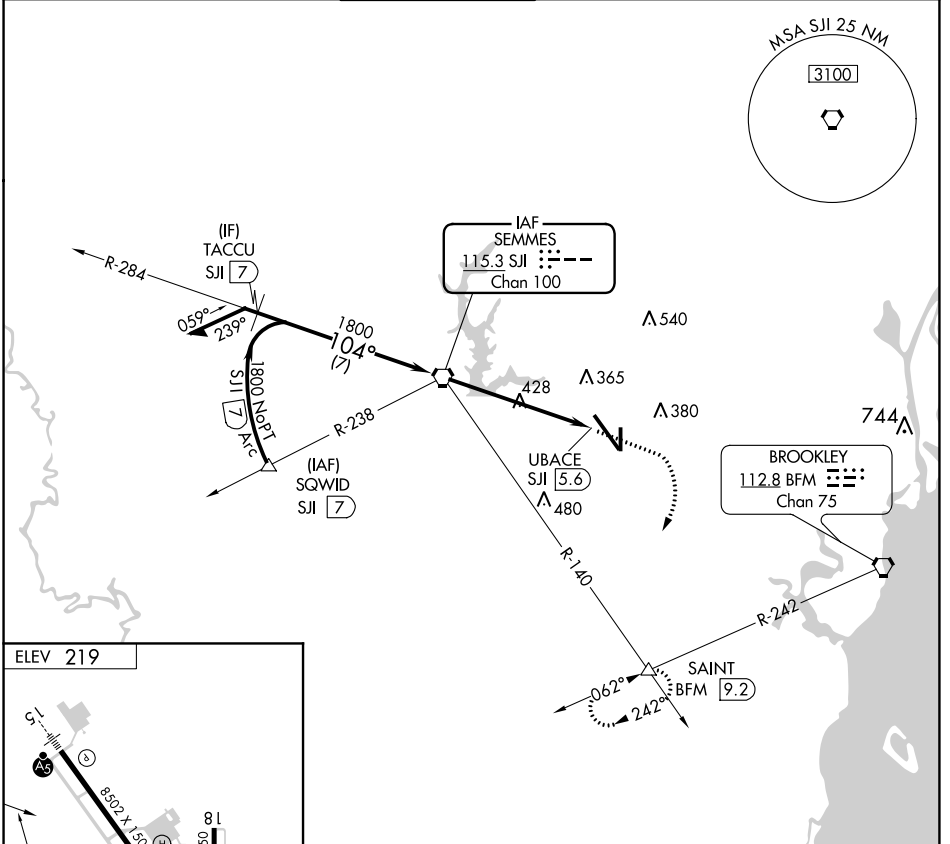 MSA SJI 25 NM
3100
(IF)
TACCU
SJI 7
R-284
059°
239°
1800
104°
(7)
IAF
SEMMES
115.3 SJI
Chan 100
540
428
365
380
744
1800 NoPT
SJI 7 Arc
R-238
(IAF)
SQWID
SJI 7
UBACE
SJI 5.6
480
BROOKLEY
112.8 BFM
Chan 75
R-140
R-242
SAINT
BFM 9.2
062°
242°
ELEV 219
15
A5
P
8502 X 150
18
50
H